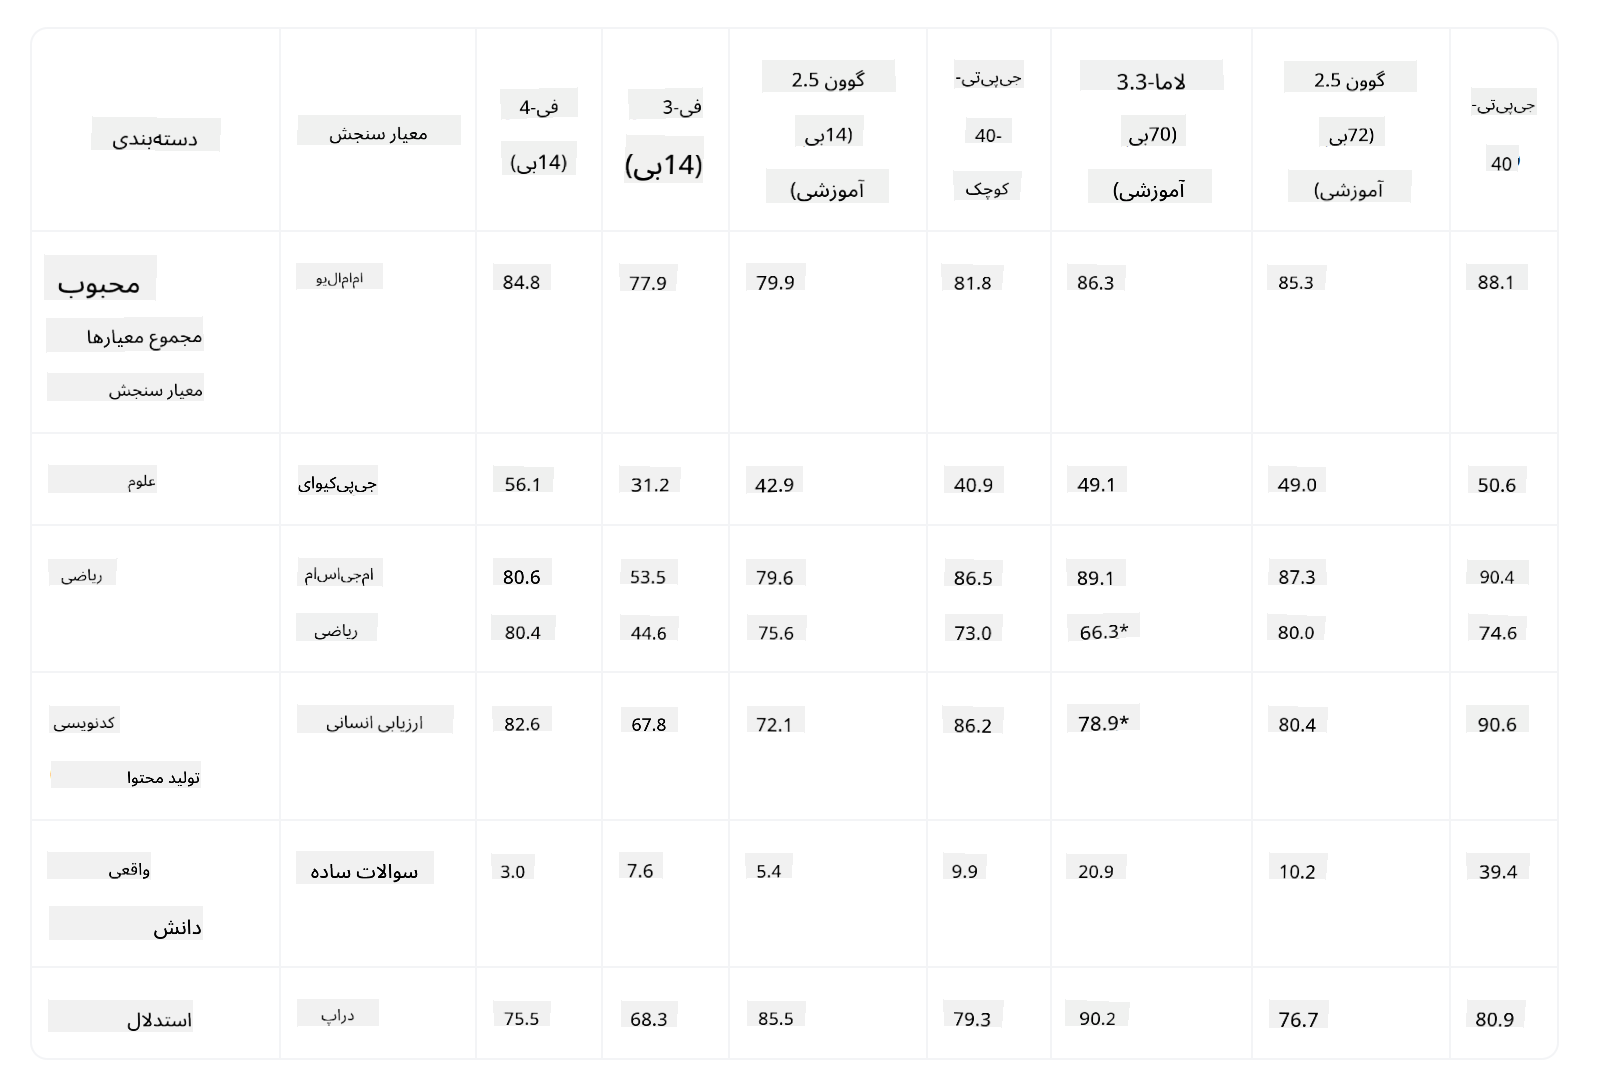 دسته‌بندی
معیار سنجش
فی-4
(14بی)
فی-3
(14بی)
گوون 2.5
(14بی
آموزشی)
جی‌پی‌تی-
40-
کوچک
لاما-3.3
(70بی
آموزشی)
گوون 2.5
(72بی
آموزشی)
جی‌پی‌تی-
40
محبوب
مجموع معیارها
معیار سنجش
ام‌ام‌ال‌یو
84.8
77.9
79.9
81.8
86.3
85.3
88.1
علوم
جی‌پی‌کیو‌ای
56.1
31.2
42.9
40.9
49.1
49.0
50.6
ریاضی
ام‌جی‌اس‌ام
80.6
53.5
79.6
86.5
89.1
87.3
90.4
ریاضی
80.4
44.6
75.6
73.0
66.3*
80.0
74.6
کدنویسی
تولید محتوا
ارزیابی انسانی
82.6
67.8
72.1
86.2
78.9*
80.4
90.6
واقعی
دانش
سوالات ساده
3.0
7.6
5.4
9.9
20.9
10.2
39.4
استدلال
دراپ
75.5
68.3
85.5
79.3
90.2
76.7
80.9